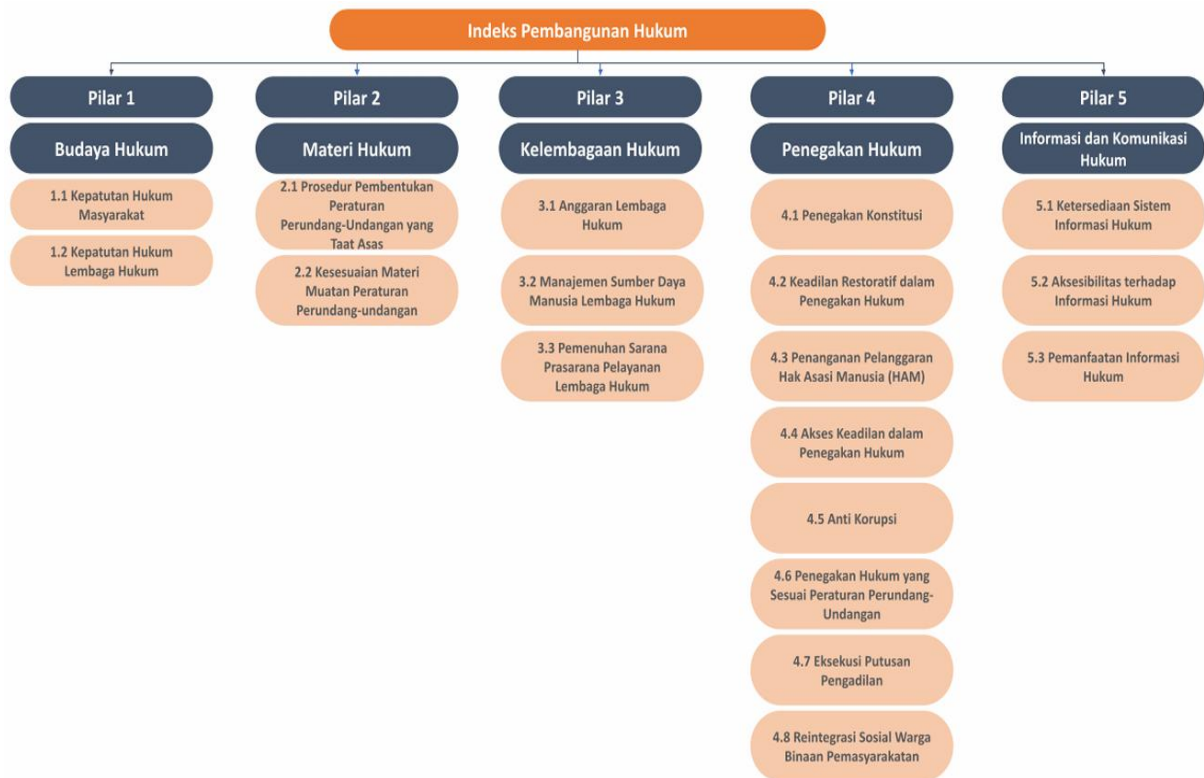 Indeks Pembangunan Hukum
Pilar 1
Budaya Hukum
1.1 Kepatutan Hukum
Masyarakat
1.2 Kepatutan Hukum
Lembaga Hukum
Pilar 2
Materi Hukum
2.1 Prosedur Pembentukan
Peraturan
Perundang-Undangan yang
Taat Asas
2.2 Kesesuaian Materi
Muatan Peraturan
Perundang-undangan
Pilar 3
Kelembagaan Hukum
3.1 Anggaran Lembaga
Hukum
3.2 Manajemen Sumber Daya
Manusia Lembaga Hukum
3.3 Pemenuhan Sarana
Prasarana Pelayanan
Lembaga Hukum
Pilar 4
Penegakan Hukum
4.1 Penegakan Konstitusi
4.2 Keadilan Restoratif dalam
Penegakan Hukum
4.3 Penanganan Pelanggaran
Hak Asasi Manusia (HAM)
4.4 Akses Keadilan dalam
Penegakan Hukum
4.5 Anti Korupsi
4.6 Penegakan Hukum yang
Sesuai Peraturan Perundang-
Undangan
4.7 Eksekusi Putusan
Pengadilan
4.8 Reintegrasi Sosial Warga
Binaan Pemasyarakatan
Pilar 5
Informasi dan Komunikasi
Hukum
5.1 Ketersediaan Sistem
Informasi Hukum
5.2 Aksesibilitas terhadap
Informasi Hukum
5.3 Pemanfaatan Informasi
Hukum